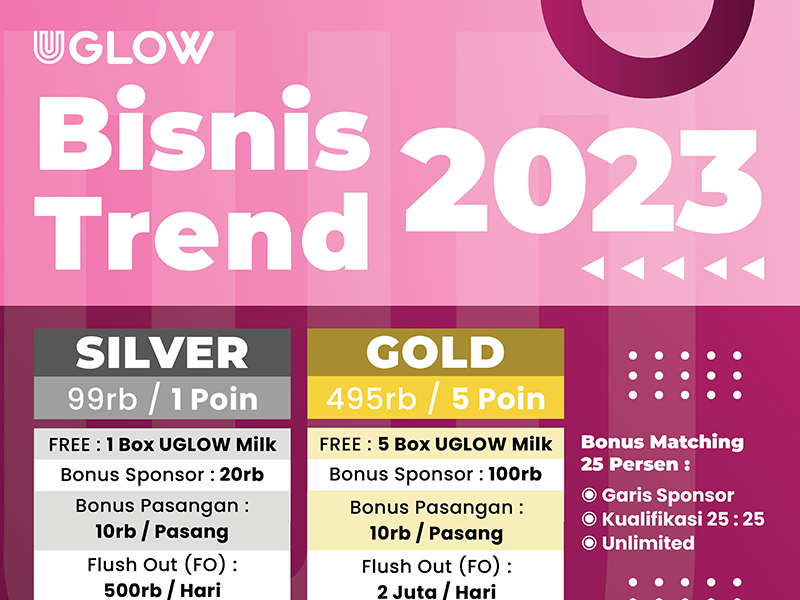 UGLOW
Bisnis
Trend
2023
SILVER
99rb / 1 Poin
FREE : 1 Box UGLOW Milk
Bonus Sponsor : 20rb
Bonus Pasangan :
10rb / Pasang
Flush Out (FO) :
500rb / Hari
GOLD
495rb / 5 Poin
FREE : 5 Box UGLOW Milk
Bonus Sponsor : 100rb
Bonus Pasangan :
10rb / Pasang
Flush Out (FO) :
2 Juta / Hari
Bonus Matching
25 Persen :
Garis Sponsor
Kualifikasi 25 : 25
Unlimited